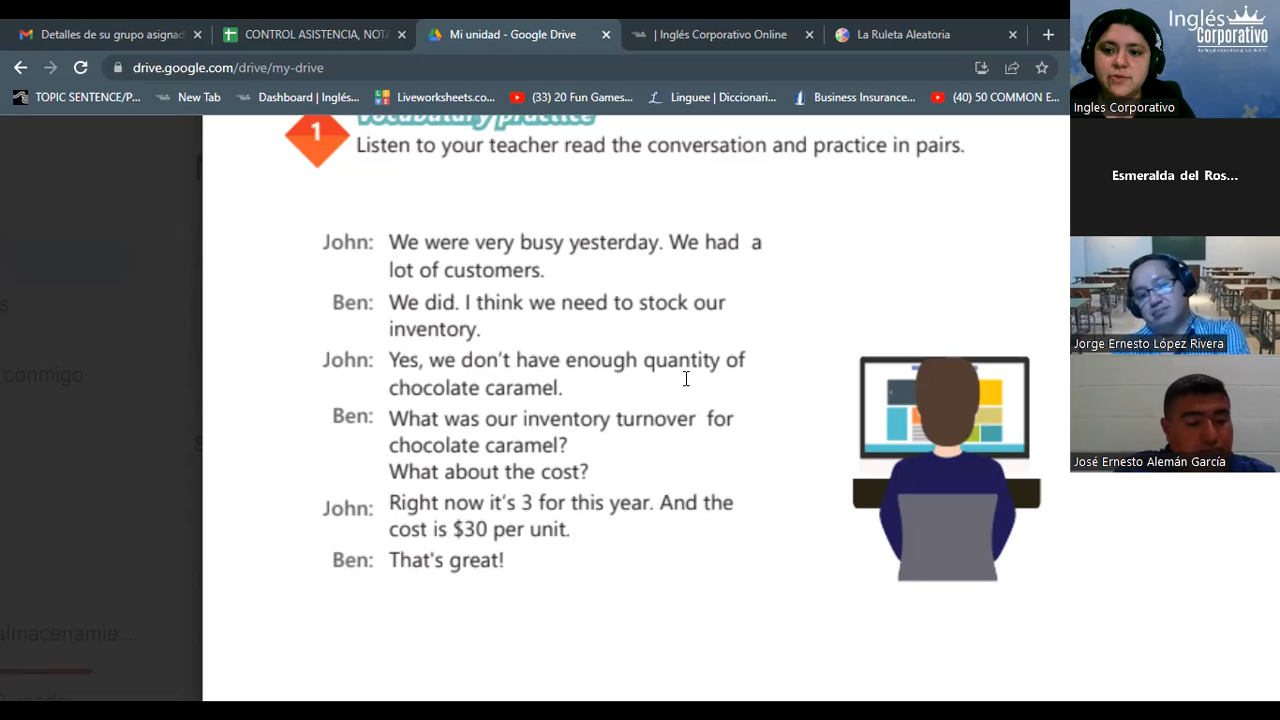 Detalles de su grupo asignad
CONTROL ASISTENCIA, NOTA
Mi unidad - Google Drive
| Inglés Corporativo Online
La Ruleta Aleatoria
drive.google.com/drive/my-drive
TOPIC SENTENCE/P...
New Tab
Dashboard | Inglés...
Liveworksheets.co...
(33) 20 Fun Games...
Linguee | Diccionari...
Business Insurance...
(40) 50 COMMON E...
Inglés
Corporativo
Ingles Corporativo
Esmeralda del Ros...
Jorge Ernesto López Rivera
José Ernesto Alemán García
1
Vocabulary practice
Listen to your teacher read the conversation and practice in pairs.
John: We were very busy yesterday. We had a
lot of customers.
Ben: We did. I think we need to stock our
inventory.
John: Yes, we don't have enough quantity of
chocolate caramel.
Ben: What was our inventory turnover for
chocolate caramel?
What about the cost?
John: Right now it's 3 for this year. And the
cost is $30 per unit.
Ben: That's great!
conmigo
almacenamie...